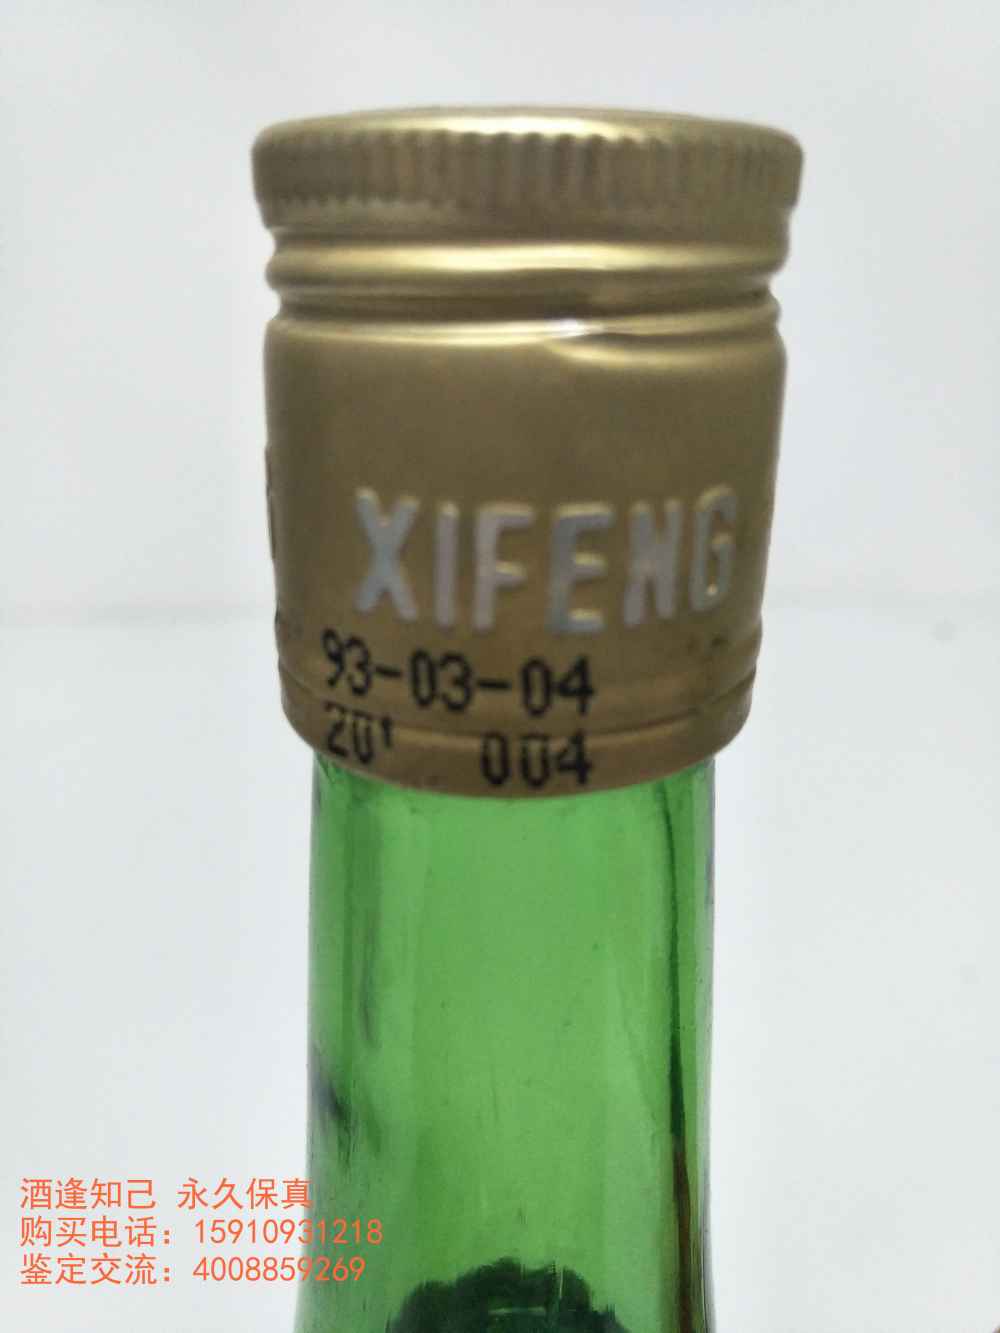 XIFENG
93-03-04
20' 004
酒逢知己 永久保真
购买电话：15910931218
鉴定交流：4008859269